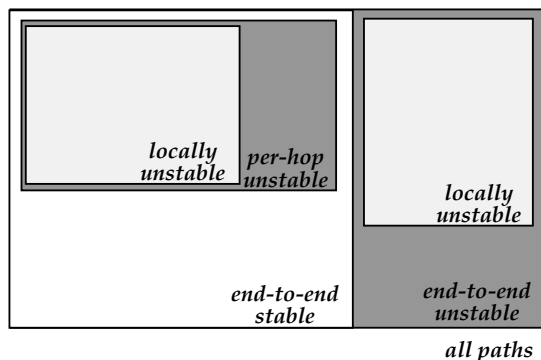 locally
unstable
per-hop
unstable
locally
unstable
end-to-end
stable
end-to-end
unstable
all paths